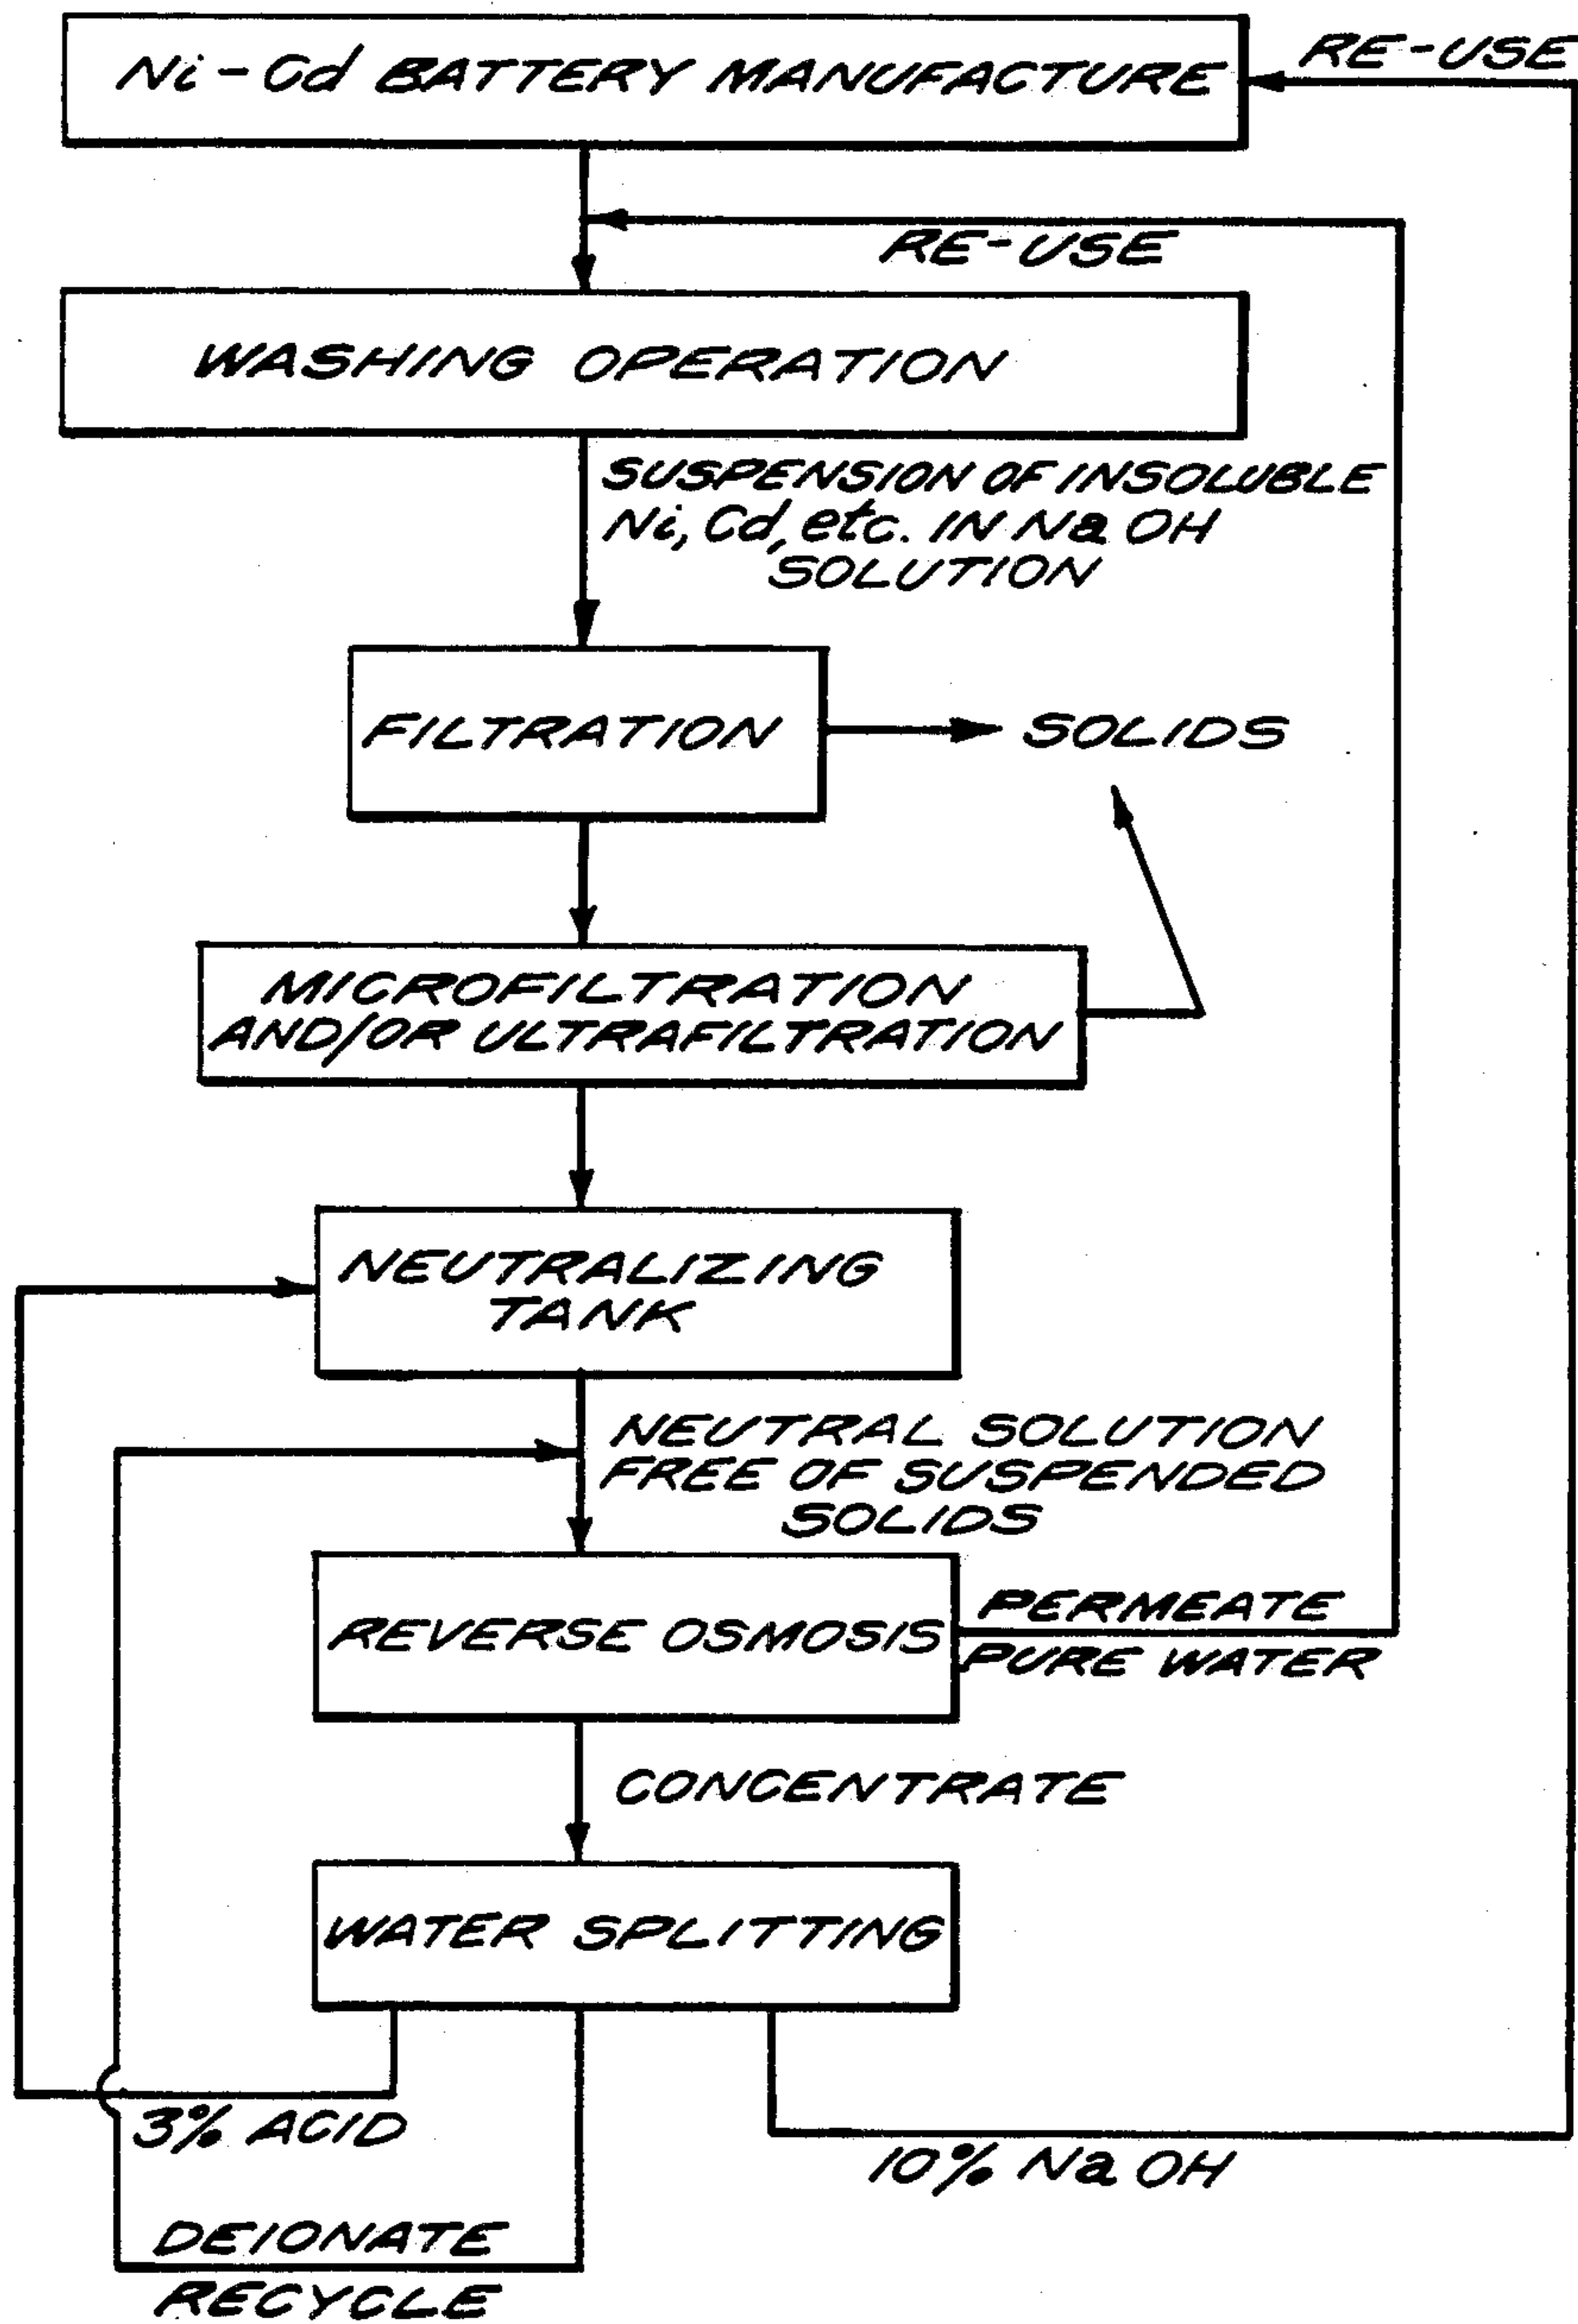 Ni-Cd BATTERY MANUFACTURE
RE-USE
RE-USE
WASHING OPERATION
SUSPENSION OF INSOLUBLE
Ni, Cd, etc. IN Na OH
SOLUTION
FILTRATION
SOLIDS
MICROFILTRATION
AND/OR ULTRAFILTRATION
NEUTRALIZING
TANK
NEUTRAL SOLUTION
FREE OF SUSPENDED
SOLIDS
REVERSE OSMOSIS
PERMEATE
PURE WATER
CONCENTRATE
WATER SPLITTING
3% ACID
10% Na OH
DEIONATE
RECYCLE